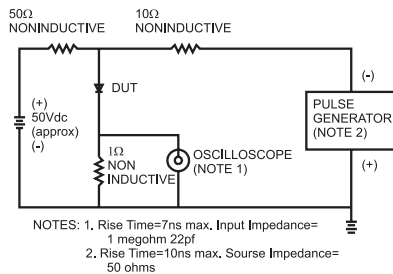 50Ω
NONINDUCTIVE
10Ω
NONINDUCTIVE
(+)
50Vdc
(approx)
(-)
DUT
1Ω
NON
INDUCTIVE
OSCILLOSCOPE
(NOTE 1)
(-)
PULSE
GENERATOR
(NOTE 2)
(+)
NOTES: 1. Rise Time=7ns max. Input Impedance=
1 megohm 22pf
2. Rise Time=10ns max. Sourse Impedance=
50 ohms